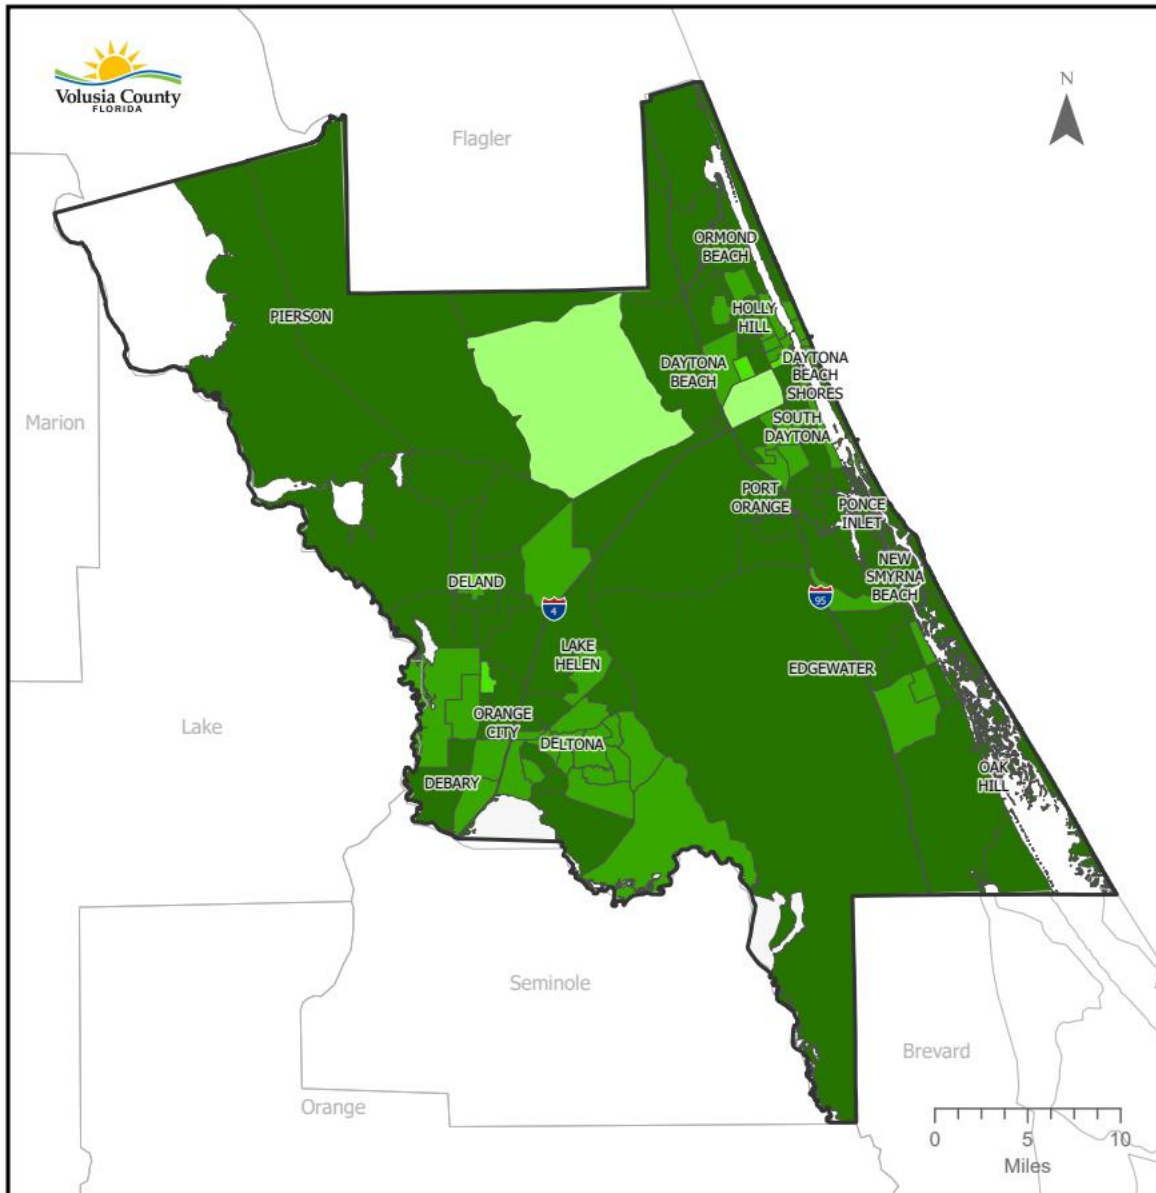 Volusia County
FLORIDA
N
Flagler
ORMOND
BEACH
HOLLY
HILL
PIERSON
DAYTONA
BEACH
DAYTONA
BEACH
SHORES
Marion
SOUTH
DAYTONA
PORT
ORANGE
PONCE
INLET
NEW
SMYRNA
BEACH
DELAND
4
95
LAKE
HELEN
EDGEWATER
Lake
ORANGE
CITY
DELTONA
DEBARY
OAK
HILL
Seminole
Brevard
Orange
0 5 10
Miles